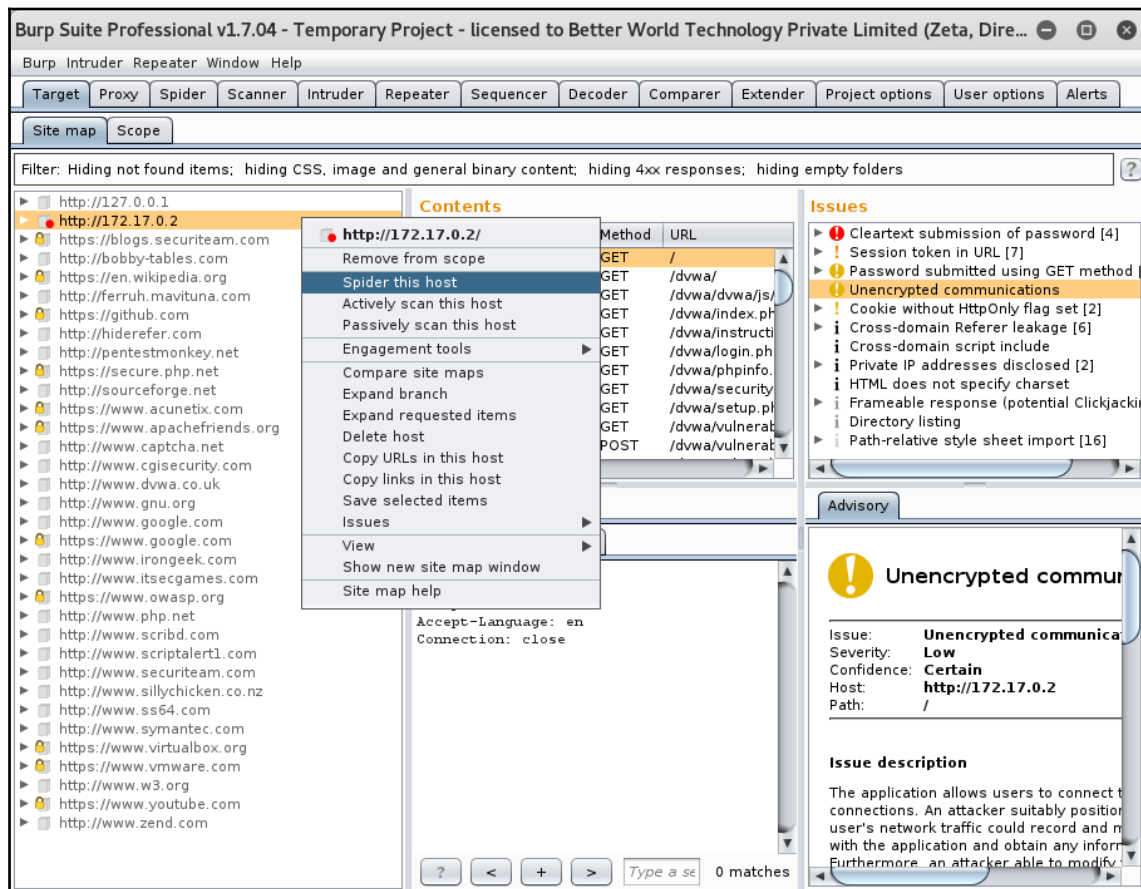 Burp Suite Professional v1.7.04 - Temporary Project - licensed to Better World Technology Private Limited (Zeta, Dire...
Burp Intruder Repeater Window Help
Target Proxy Spider Scanner Intruder Repeater Sequencer Decoder Comparer Extender Project options User options Alerts
Site map Scope
Filter: Hiding not found items; hiding CSS, image and general binary content; hiding 4xx responses; hiding empty folders
?
http://127.0.0.1
http://172.17.0.2
https://blogs.securiteam.com
http://bobby-tables.com
https://en.wikipedia.org
http://ferruh.mavituna.com
https://github.com
http://hiderefer.com
http://pentestmonkey.net
https://secure.php.net
http://sourceforge.net
https://www.acunetix.com
https://www.apachefriends.org
http://www.captcha.net
http://www.cgisecurity.com
http://www.dvwa.co.uk
http://www.gnu.org
http://www.google.com
https://www.google.com
http://www.irongeek.com
http://www.itsecgames.com
https://www.owasp.org
http://www.php.net
http://www.scribd.com
http://www.scriptalert1.com
http://www.securiteam.com
http://www.sillychicken.co.nz
http://www.ss64.com
http://www.symantec.com
https://www.virtualbox.org
https://www.vmware.com
http://www.w3.org
https://www.youtube.com
http://www.zend.com
http://172.17.0.2/
Remove from scope
Spider this host
Actively scan this host
Passively scan this host
Engagement tools
Compare site maps
Expand branch
Expand requested items
Delete host
Copy URLs in this host
Copy links in this host
Save selected items
Issues
View
Show new site map window
Site map help
Contents
Method URL
GET /
GET /dvwa/
GET /dvwa/dvwa/js/
GET /dvwa/index.ph
GET /dvwa/instructi
GET /dvwa/login.ph
GET /dvwa/phpinfo.
GET /dvwa/security
GET /dvwa/setup.ph
GET /dvwa/vulnerab
POST /dvwa/vulnerab
Accept-Language: en
Connection: close
? < + > Type a se 0 matches
Issues
Cleartext submission of password [4]
Session token in URL [7]
Password submitted using GET method [
Unencrypted communications
Cookie without HttpOnly flag set [2]
Cross-domain Referer leakage [6]
Cross-domain script include
Private IP addresses disclosed [2]
HTML does not specify charset
Frameable response (potential Clickjackin
Directory listing
Path-relative style sheet import [16]
Advisory
Unencrypted commun
Issue: Unencrypted communicat
Severity: Low
Confidence: Certain
Host: http://172.17.0.2
Path: /
Issue description
The application allows users to connect t
connections. An attacker suitably position
user's network traffic could record and m
with the application and obtain any inform
Furthermore, an attacker able to modify